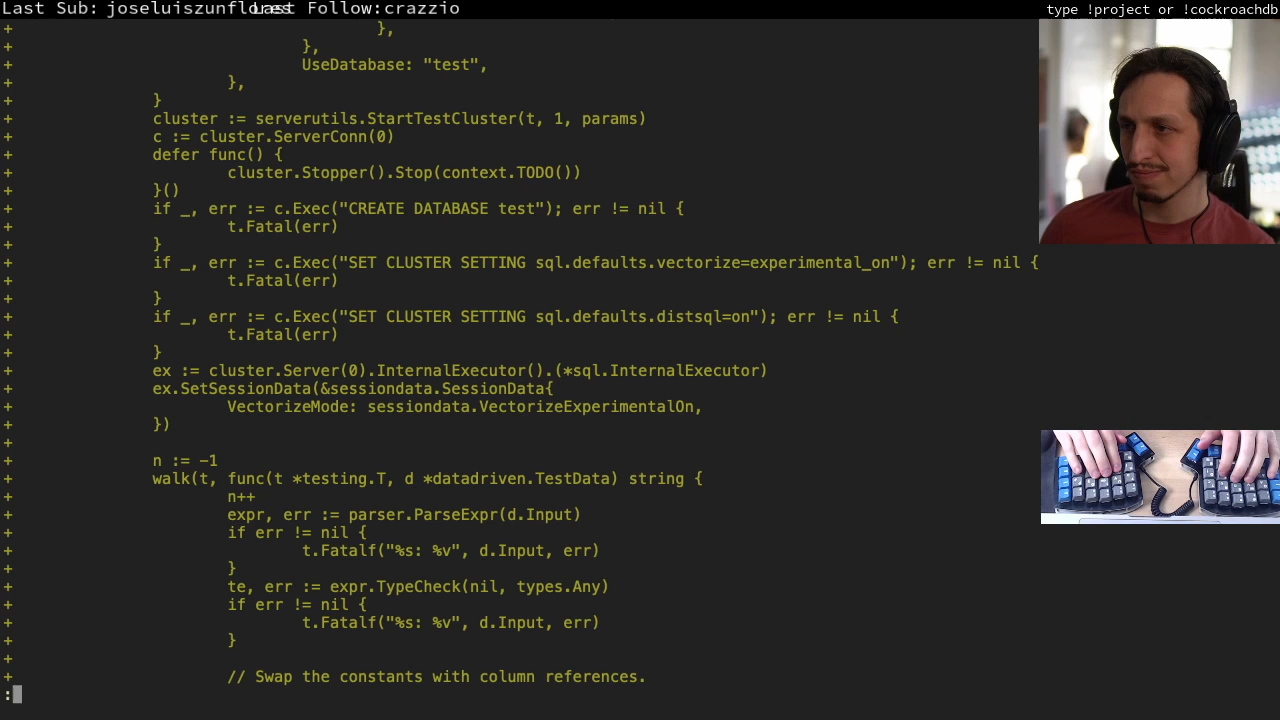 Last Sub: joseluiszunflores Last Follow:crazzio
type !project or !cockroachdb
+ },
+ },
+ UseDatabase: "test",
+ },
+ }
+ cluster := serverutils.StartTestCluster(t, 1, params)
+ c := cluster.ServerConn(0)
+ defer func() {
+ cluster.Stopper().Stop(context.TODO())
+ }()
+ if _, err := c.Exec("CREATE DATABASE test"); err != nil {
+ t.Fatal(err)
+ }
+ if _, err := c.Exec("SET CLUSTER SETTING sql.defaults.vectorize=experimental_on"); err != nil {
+ t.Fatal(err)
+ }
+ if _, err := c.Exec("SET CLUSTER SETTING sql.defaults.distsql=on"); err != nil {
+ t.Fatal(err)
+ }
+ ex := cluster.Server(0).InternalExecutor().(*sql.InternalExecutor)
+ ex.SetSessionData(&sessiondata.SessionData{
+ VectorizeMode: sessiondata.VectorizeExperimentalOn,
+ })
+
+ n := -1
+ walk(t, func(t *testing.T, d *datadriven.TestData) string {
+ n++
+ expr, err := parser.ParseExpr(d.Input)
+ if err != nil {
+ t.Fatalf("%s: %v", d.Input, err)
+ }
+ te, err := expr.TypeCheck(nil, types.Any)
+ if err != nil {
+ t.Fatalf("%s: %v", d.Input, err)
+ }
+
+ // Swap the constants with column references.
: